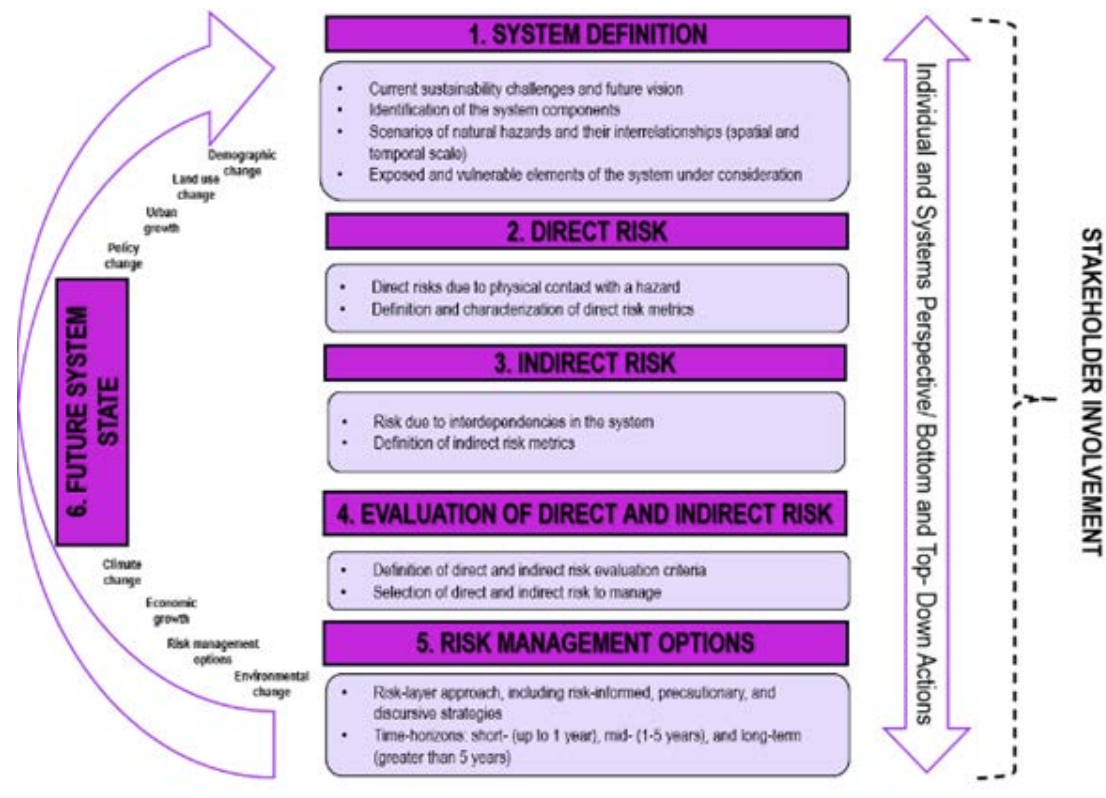 1. SYSTEM DEFINITION
• Current sustainability challenges and future vision
• Identification of the system components
• Scenarios of natural hazards and their interrelationships (spatial and
temporal scale)
• Exposed and vulnerable elements of the system under consideration
2. DIRECT RISK
• Direct risks due to physical contact with a hazard
• Definition and characterization of direct risk metrics
3. INDIRECT RISK
• Risk due to interdependencies in the system
• Definition of indirect risk metrics
4. EVALUATION OF DIRECT AND INDIRECT RISK
• Definition of direct and indirect risk evaluation criteria
• Selection of direct and indirect risk to manage
5. RISK MANAGEMENT OPTIONS
• Risk-layer approach, including risk-informed, precautionary, and
discursive strategies
• Time-horizons: short- (up to 1 year), mid- (1-5 years), and long-term
(greater than 5 years)
6. FUTURE SYSTEM
STATE
Demographic
change
Land use
change
Urban
growth
Policy
change
Climate
change
Economic
growth
Risk management
options
Environmental
change
Individual and Systems Perspective/ Bottom and Top- Down Actions
STAKEHOLDER INVOLVEMENT